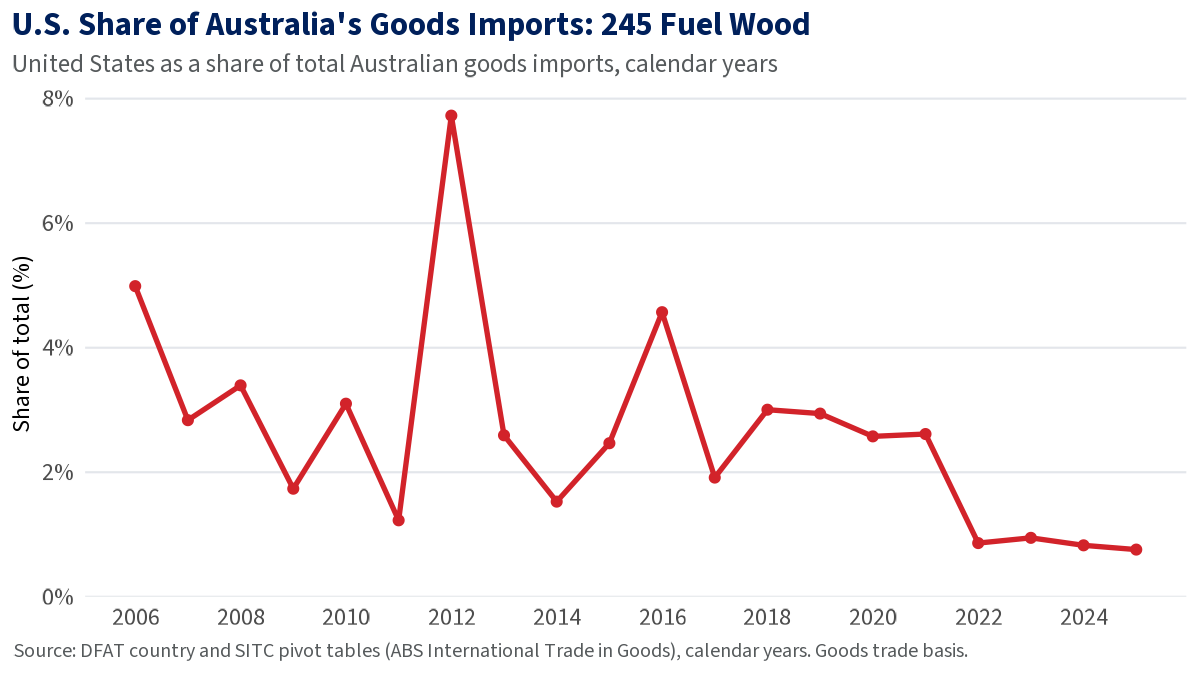 U.S. Share of Australia's Goods Imports: 245 Fuel Wood
United States as a share of total Australian goods imports, calendar years
8%
6%
4%
2%
0%
Share of total (%)
2006 2008 2010 2012 2014 2016 2018 2020 2022 2024
Source: DFAT country and SITC pivot tables (ABS International Trade in Goods), calendar years. Goods trade basis.